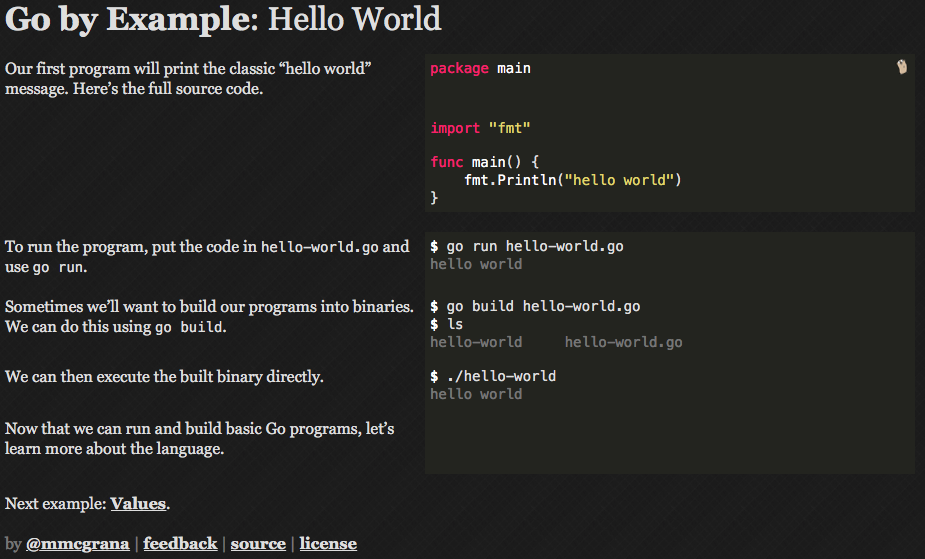 Go by Example: Hello World
Our first program will print the classic “hello world”
message. Here’s the full source code.
package main
import "fmt"
func main() {
    fmt.Println("hello world")
}
To run the program, put the code in hello-world.go and
use go run.
$ go run hello-world.go
hello world
Sometimes we’ll want to build our programs into binaries.
We can do this using go build.
$ go build hello-world.go
$ ls
hello-world     hello-world.go
We can then execute the built binary directly.
$ ./hello-world
hello world
Now that we can run and build basic Go programs, let’s
learn more about the language.
Next example: Values.
by @mmcgrana | feedback | source | license